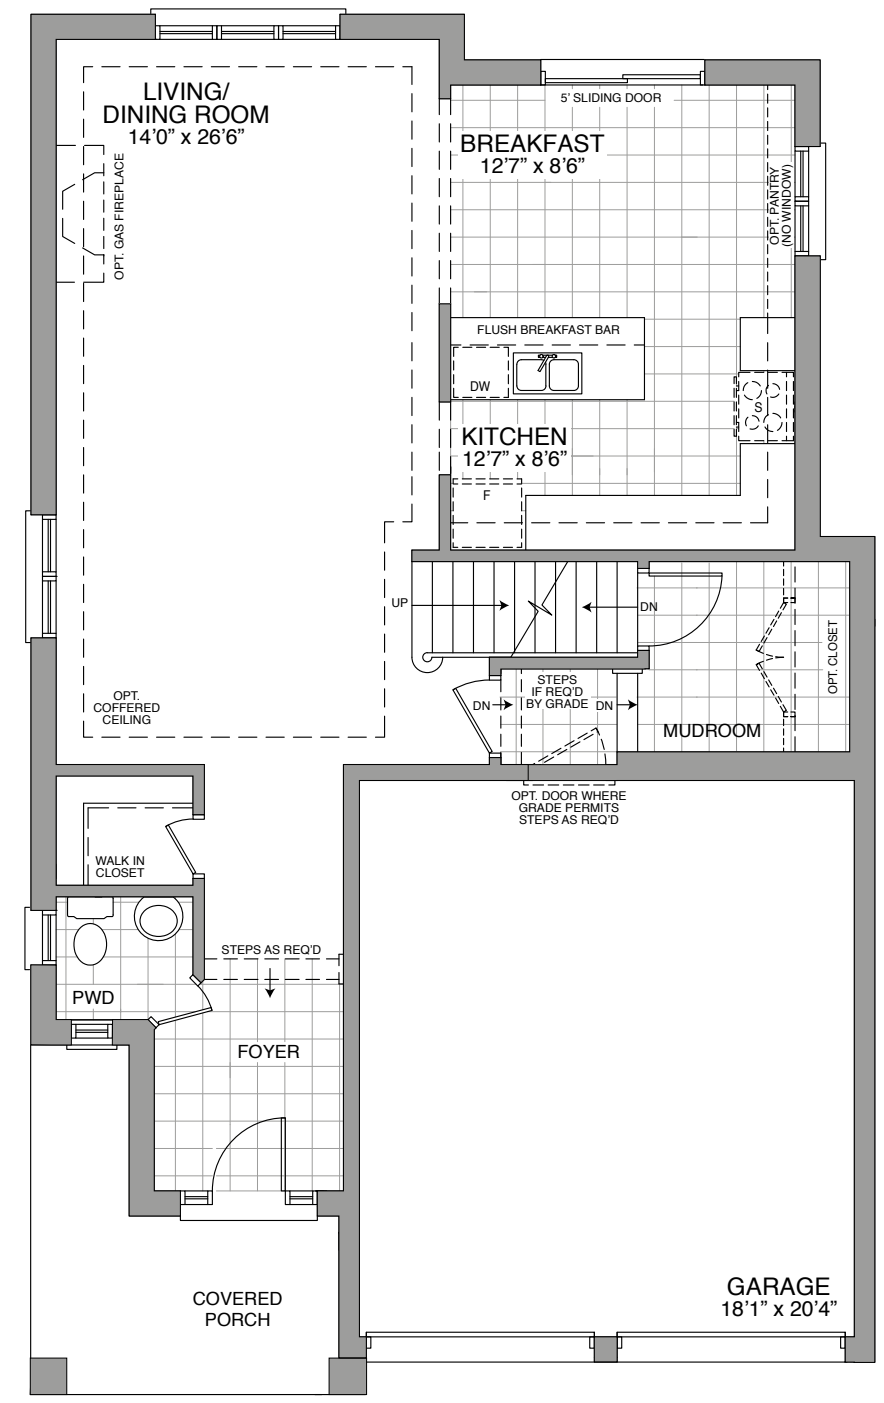 LIVING/
DINING ROOM
14'0" x 26'6"
OPT. GAS FIREPLACE
5' SLIDING DOOR
BREAKFAST
12'7" x 8'6"
OPT. PANTRY
(NO WINDOW)
FLUSH BREAKFAST BAR
DW
S
KITCHEN
12'7" x 8'6"
F
UP
DN
OPT. CLOSET
STEPS
IF REQ'D
BY GRADE
DN
DN
MUDROOM
OPT.
COFFERED
CEILING
OPT. DOOR WHERE
GRADE PERMITS
STEPS AS REQ'D
WALK IN
CLOSET
STEPS AS REQ'D
PWD
FOYER
COVERED
PORCH
GARAGE
18'1" x 20'4"